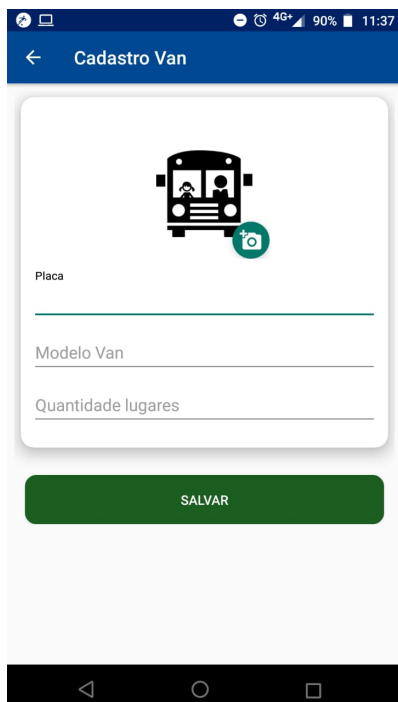 4G+ 90% 11:37
Cadastro Van
Placa
Modelo Van
Quantidade lugares
SALVAR